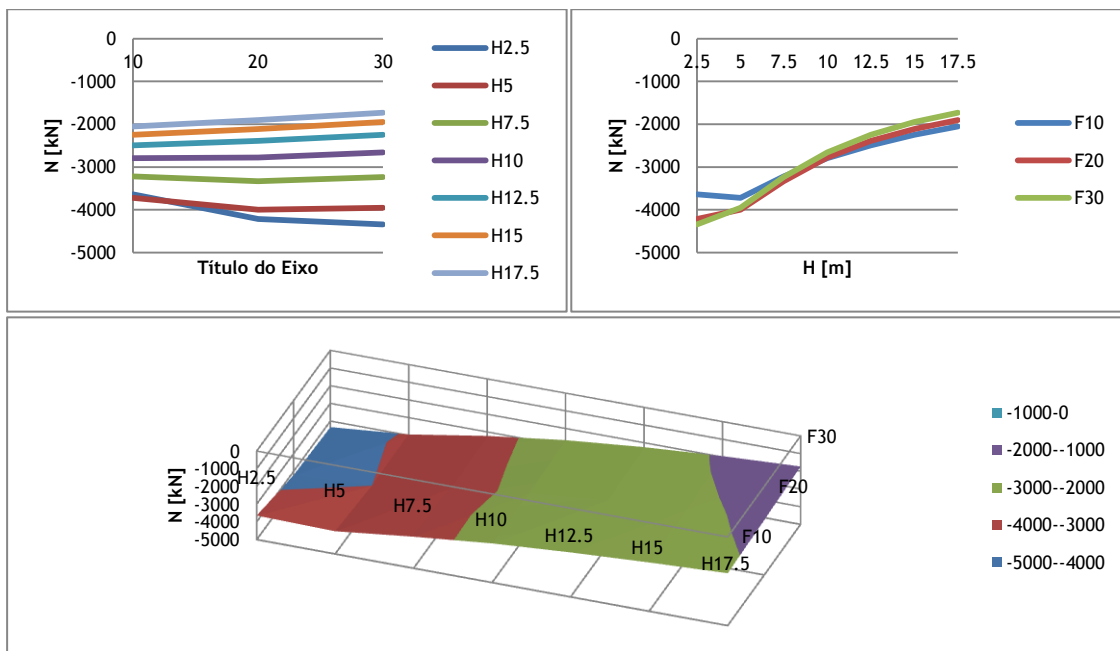 0
-1000
-2000
-3000
-4000
-5000
10 20 30
N [kN]
Título do Eixo
H2.5
H5
H7.5
H10
H12.5
H15
H17.5
0
-1000
-2000
-3000
-4000
-5000
2.5 5 7.5 10 12.5 15 17.5
N [kN]
H [m]
F10
F20
F30
0
-1000
-2000
-3000
-4000
-5000
N [kN]
H2.5
H5
H7.5
H10
H12.5
H15
H17.5
F10
F20
F30
-1000-0
-2000--1000
-3000--2000
-4000--3000
-5000--4000